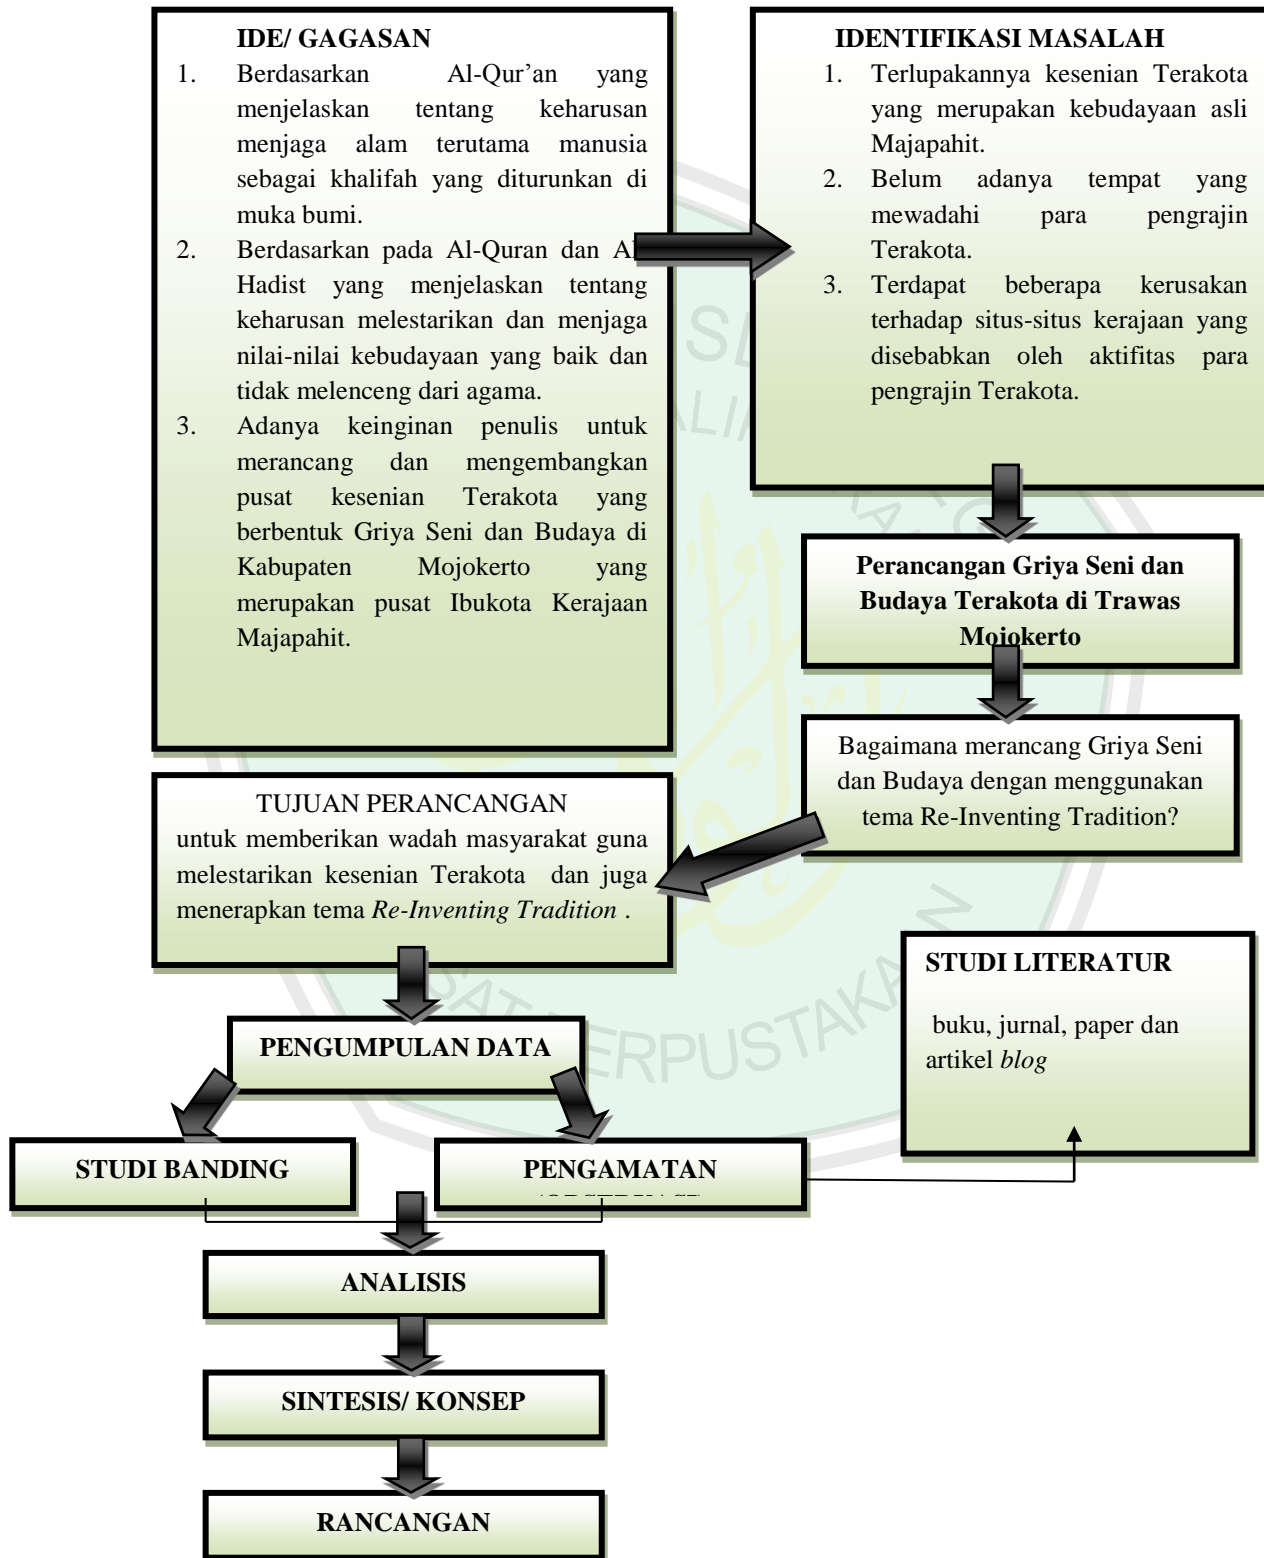 IDE/ GAGASAN
1. Berdasarkan Al-Qur’an yang
menjelaskan tentang keharusan
menjaga alam terutama manusia
sebagai khalifah yang diturunkan di
muka bumi.
2. Berdasarkan pada Al-Quran dan A
Hadist yang menjelaskan tentang
keharusan melestarikan dan menjaga
nilai-nilai kebudayaan yang baik dan
tidak melenceng dari agama.
3. Adanya keinginan penulis untuk
merancang dan mengembangkan
pusat kesenian Terakota yang
berbentuk Griya Seni dan Budaya di
Kabupaten Mojokerto yang
merupakan pusat Ibukota Kerajaan
Majapahit.
IDENTIFIKASI MASALAH
1. Terlupakannya kesenian Terakota
yang merupakan kebudayaan asli
Majapahit.
2. Belum adanya tempat yang
mewadahi para pengrajin
Terakota.
3. Terdapat beberapa kerusakan
terhadap situs-situs kerajaan yang
disebabkan oleh aktifitas para
pengrajin Terakota.
Perancangan Griya Seni dan
Budaya Terakota di Trawas
Mojokerto
Bagaimana merancang Griya Seni
dan Budaya dengan menggunakan
tema Re-Inventing Tradition?
TUJUAN PERANCANGAN
untuk memberikan wadah masyarakat guna
melestarikan kesenian Terakota dan juga
menerapkan tema Re-Inventing Tradition .
STUDI LITERATUR
buku, jurnal, paper dan
artikel blog
PENGUMPULAN DATA
STUDI BANDING
PENGAMATAN
ANALISIS
SINTESIS/ KONSEP
RANCANGAN